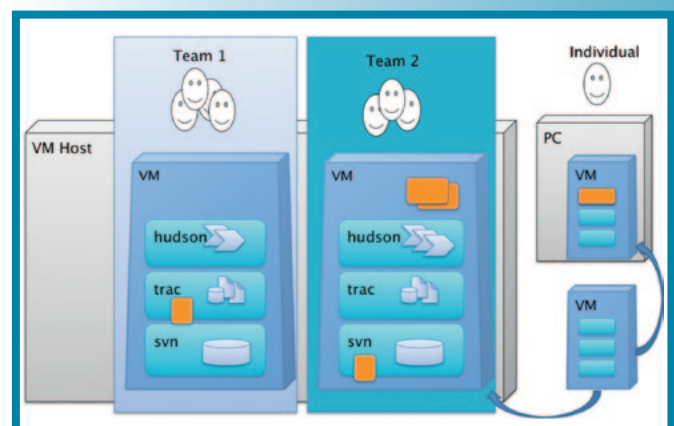 Team 1
Team 2
Individual
VM Host
PC
VM
VM
VM
hudson
hudson
trac
trac
VM
svn
svn